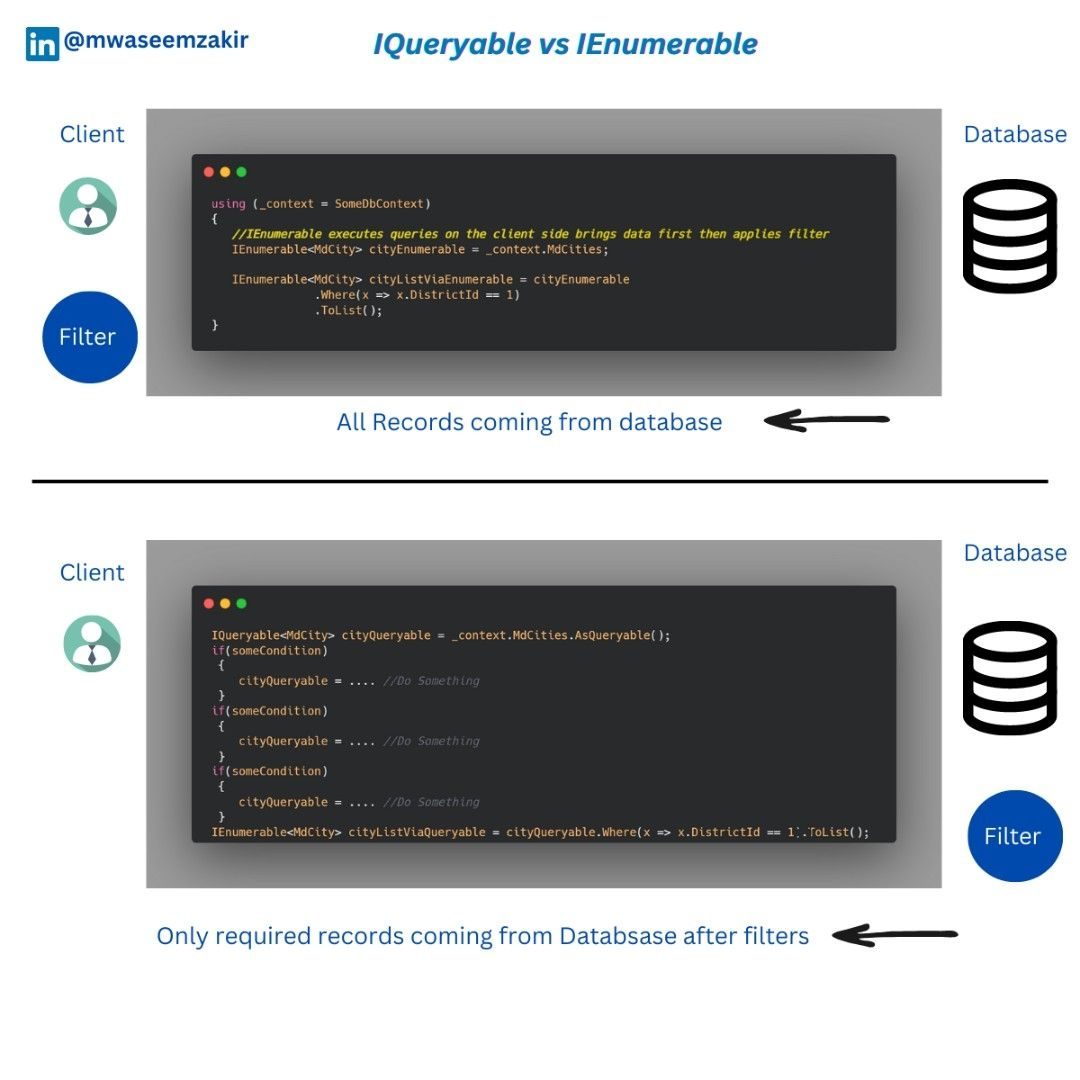 in @mwaseemzakir
IQueryable vs IEnumerable
Client
Database
using (_context = SomeDbContext)
{
//IEnumerable executes queries on the client side brings data first then applies filter
IEnumerable<MdCity> cityEnumerable = _context.MdCities;
IEnumerable<MdCity> cityListViaEnumerable = cityEnumerable
.Where(x => x.DistrictId == 1)
.ToList();
}
Filter
All Records coming from database
Client
Database
IQueryable<MdCity> cityQueryable = _context.MdCities.AsQueryable();
if(someCondition)
{
cityQueryable = .... //Do Something
}
if(someCondition)
{
cityQueryable = .... //Do Something
}
if(someCondition)
{
cityQueryable = .... //Do Something
}
IEnumerable<MdCity> cityListViaQueryable = cityQueryable.Where(x => x.DistrictId == 1).ToList();
Filter
Only required records coming from Databsase after filters